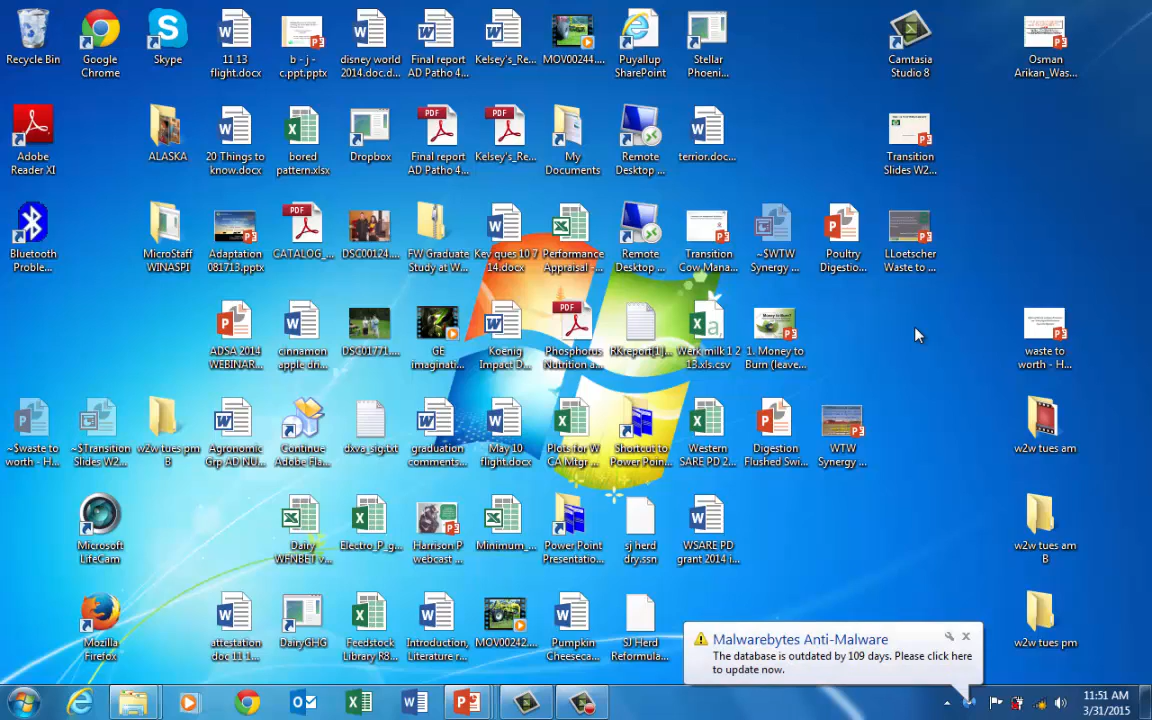 Recycle Bin
Google
Chrome
Skype
11 13
flight.docx
b - j -
c.ppt.pptx
disney world
2014.doc.d...
Final report
AD Patho 4...
Kelsey's_Re...
MOV00244....
Puyallup
SharePoint
Stellar
Phoeni...
Camtasia
Studio 8
Osman
Arikan_Was...
Adobe
Reader XI
ALASKA
20 Things to
know.docx
bored
pattern.xlsx
Dropbox
PDF
Final report
AD Patho 4...
PDF
Kelsey's_Re...
My
Documents
Remote
Desktop ...
terrior.doc...
Transition
Slides W2...
Bluetooth
Proble...
MicroStaff
WINASPI
Adaptation
081713.pptx
PDF
CATALOG_...
DSC00124....
FW Graduate
Study at W...
Key ques 10 7
14.docx
Performance
Appraisal -...
Remote
Desktop ...
Transition
Cow Mana...
~$WTW
Synergy ...
Poultry
Digestio...
LLoetscher
Waste to ...
ADSA 2014
WEBINAR...
cinnamon
apple dri...
DSC01771....
GE
imaginati...
Koenig
Impact D...
PDF
Phosphorus
Nutrition a...
RKreport[1]...
Werk milk 1 2
13.xls.csv
1. Money to
Burn (leave...
waste to
worth - H...
~$waste to
worth - H...
~$Transition
Slides W2...
w2w tues pm
B
Agronomic
Grp AD NU...
Continue
Adobe Fla...
dxva_sig.txt
graduation
comments...
May 10
flight.docx
Plots for W
CA Mtgr ...
Shortcut to
Power Poin...
Western
SARE PD 2...
Digestion
Flushed Swi...
WTW
Synergy ...
w2w tues am
Microsoft
LifeCam
Dairy
WHNBET v...
Electro_P_g...
Harrison P
webcast ...
Minimum_...
Power Point
Presentatio...
sj herd
dry.ssn
WSARE PD
grant 2014 i...
w2w tues am
B
Mozilla
Firefox
attestation
doc 11 1...
DairyGHG
Feedstock
Library R8...
Introduction,
Literature r...
MOV00242....
Pumpkin
Cheeseca...
SJ Herd
Reformula...
w2w tues pm
Malwarebytes Anti-Malware
The database is outdated by 109 days. Please click here
to update now.
11:51 AM
3/31/2015